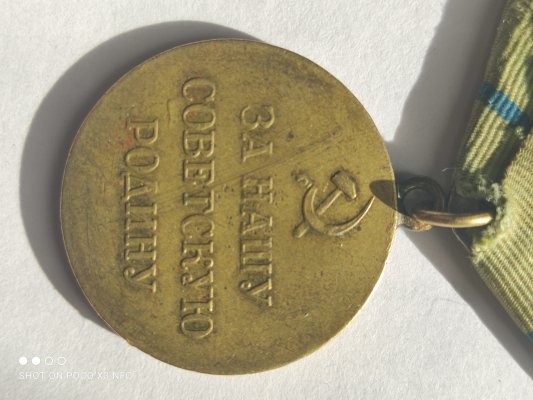 ЗА НАШУ
СОВЕТСКУЮ
РОДИНУ
SHOT ON POCO X3 NFC